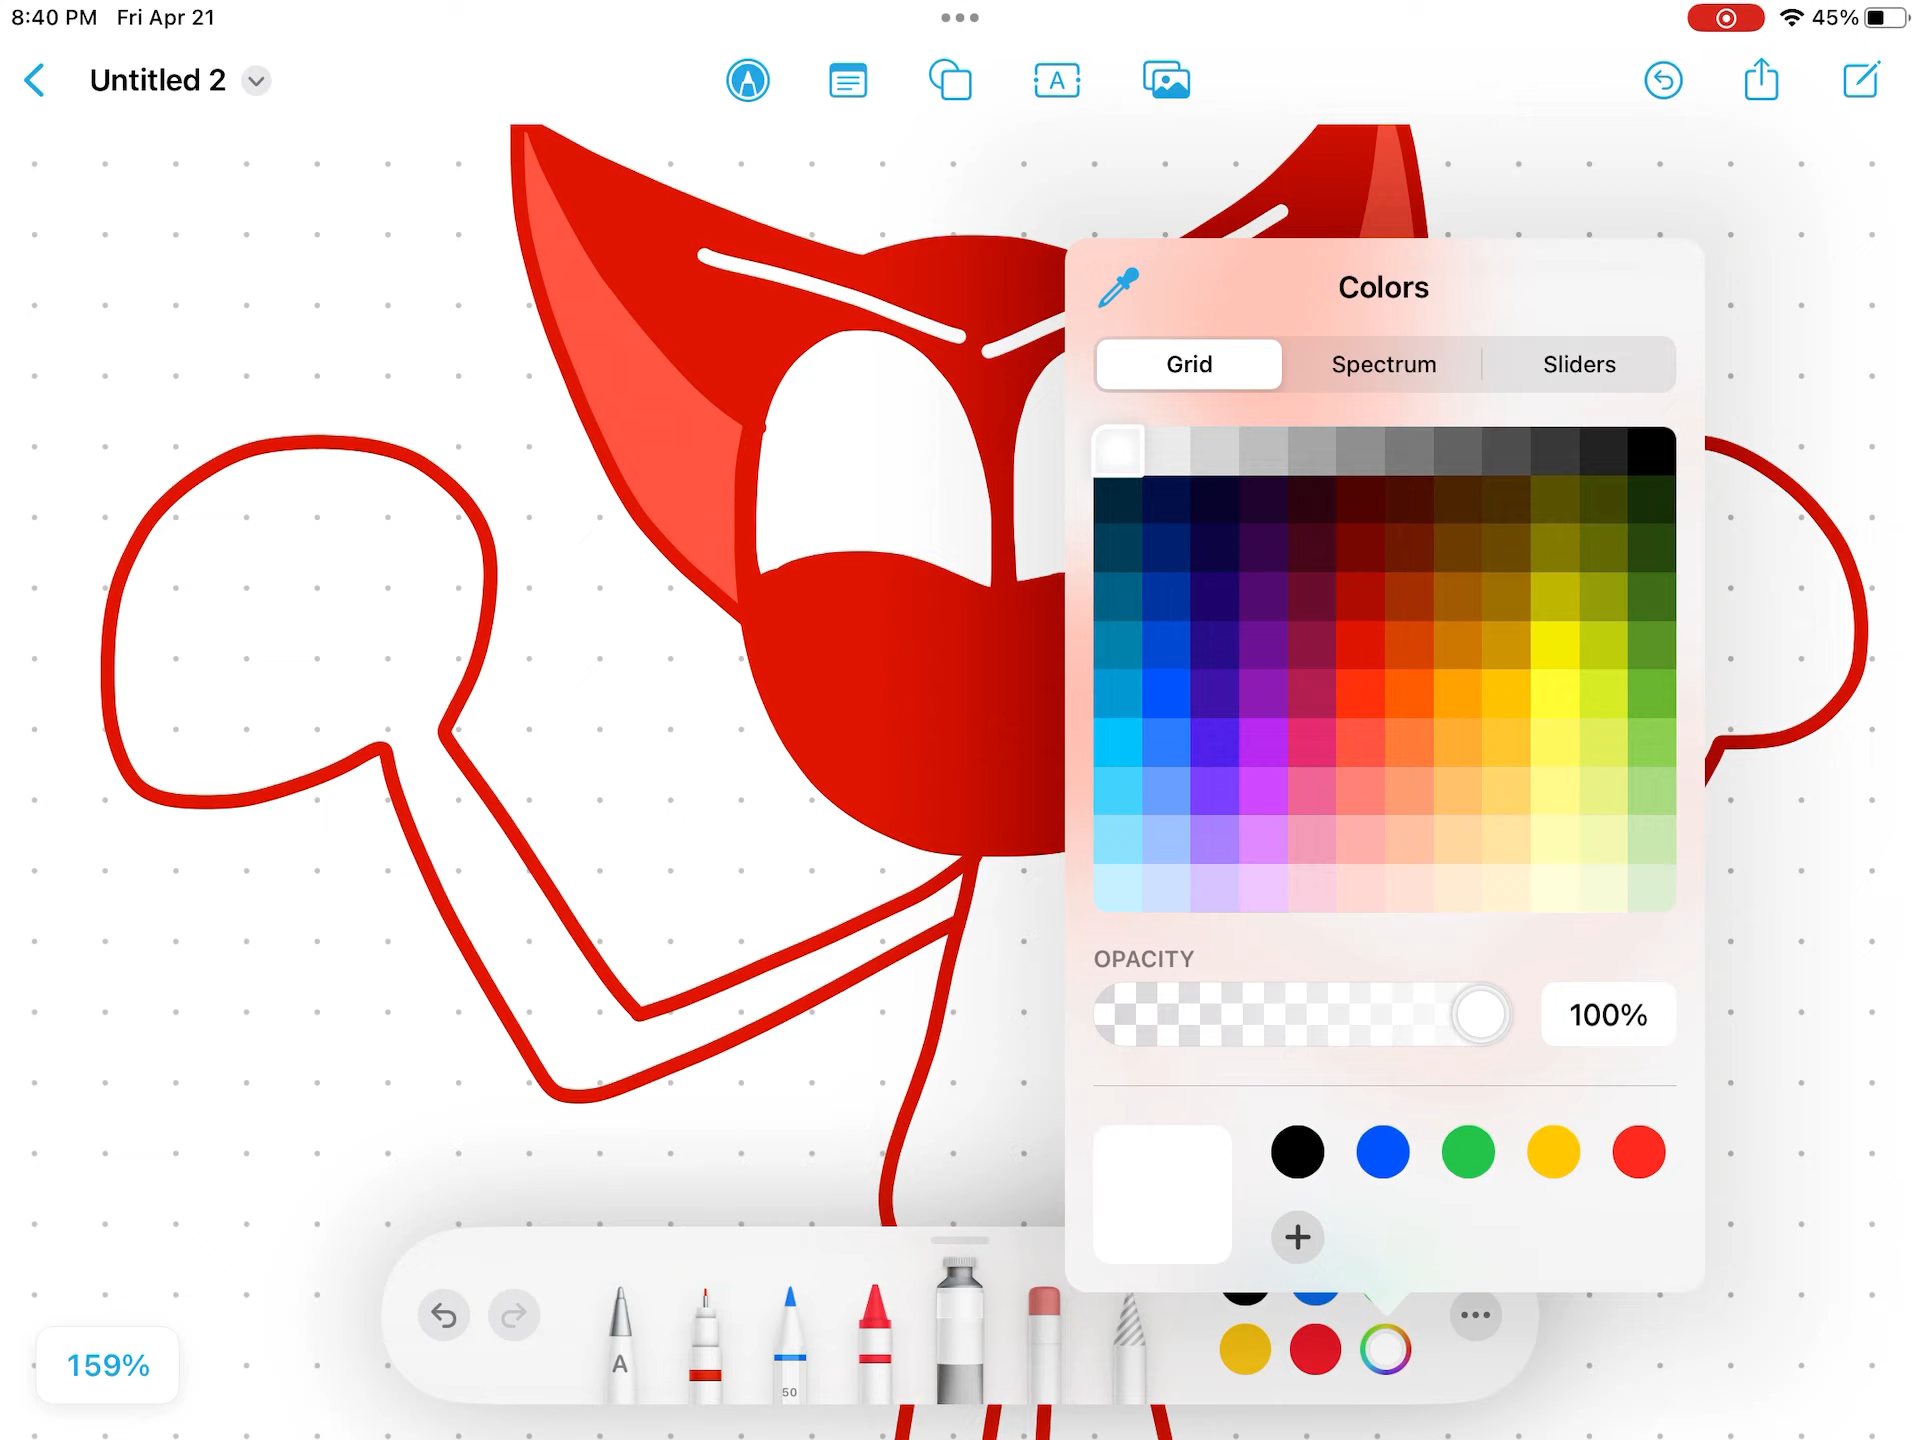 8:40 PM Fri Apr 21
45%
Untitled 2
A
Colors
Grid
Spectrum
Sliders
OPACITY
100%
A
50
159%